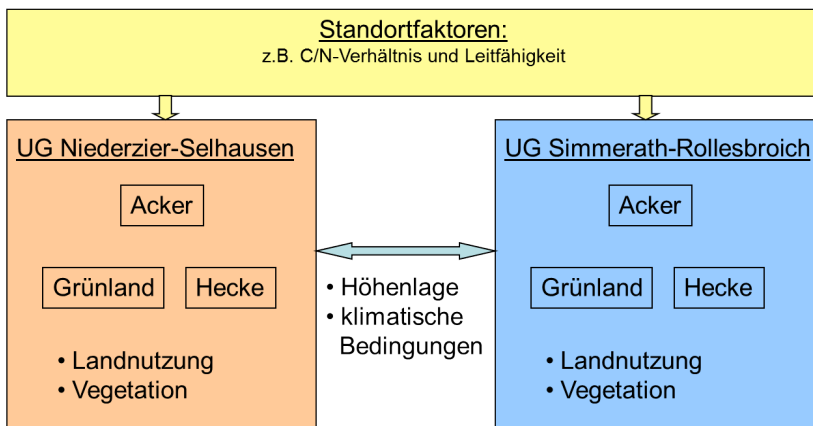 Standortfaktoren:
z.B. C/N-Verhältnis und Leitfähigkeit
UG Niederzier-Selhausen
Acker
Grünland
Hecke
• Landnutzung
• Vegetation
• Höhenlage
• klimatische
Bedingungen
UG Simmerath-Rollesbroich
Acker
Grünland
Hecke
• Landnutzung
• Vegetation